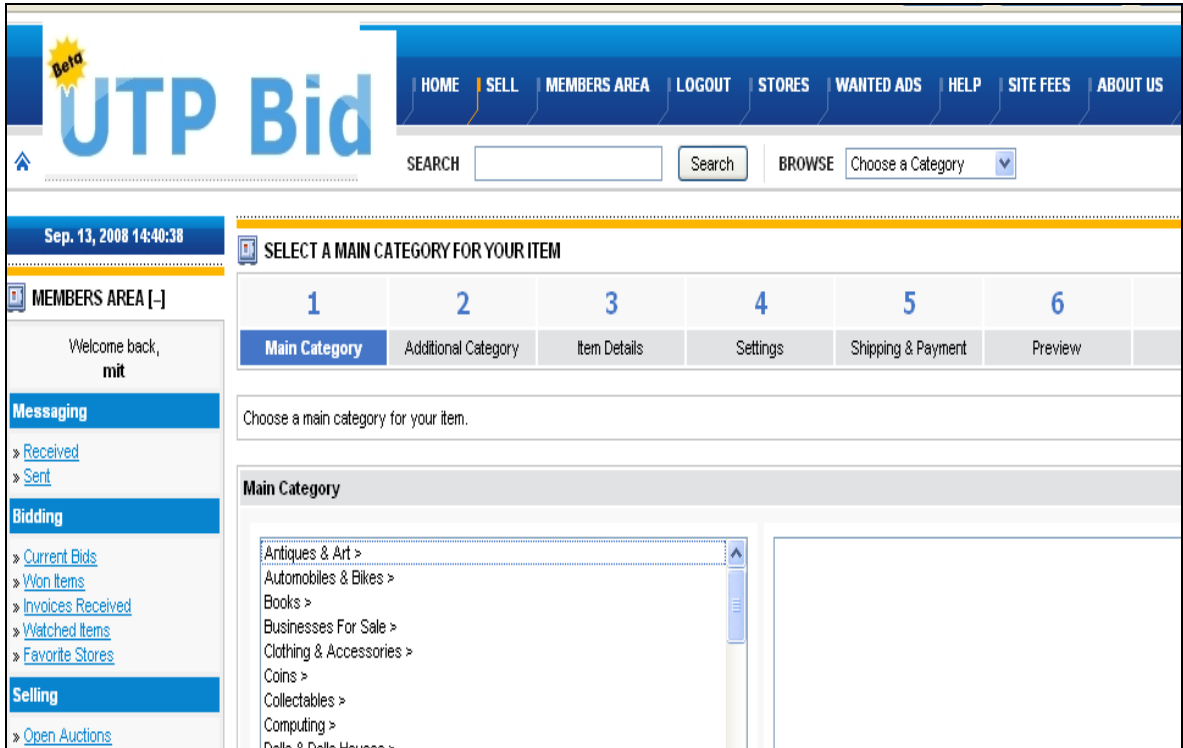 Beta
UTP Bid
HOME SELL MEMBERS AREA LOGOUT STORES WANTED ADS HELP SITE FEES ABOUT US
SEARCH Search BROWSE Choose a Category
Sep. 13, 2008 14:40:38
MEMBERS AREA [–]
Welcome back,
mit
Messaging
» Received
» Sent
Bidding
» Current Bids
» Won Items
» Invoices Received
» Watched Items
» Favorite Stores
Selling
» Open Auctions
SELECT A MAIN CATEGORY FOR YOUR ITEM
1 2 3 4 5 6
Main Category Additional Category Item Details Settings Shipping & Payment Preview
Choose a main category for your item.
Main Category
Antiques & Art >
Automobiles & Bikes >
Books >
Businesses For Sale >
Clothing & Accessories >
Coins >
Collectables >
Computing >
Dolls & Dolls Houses >